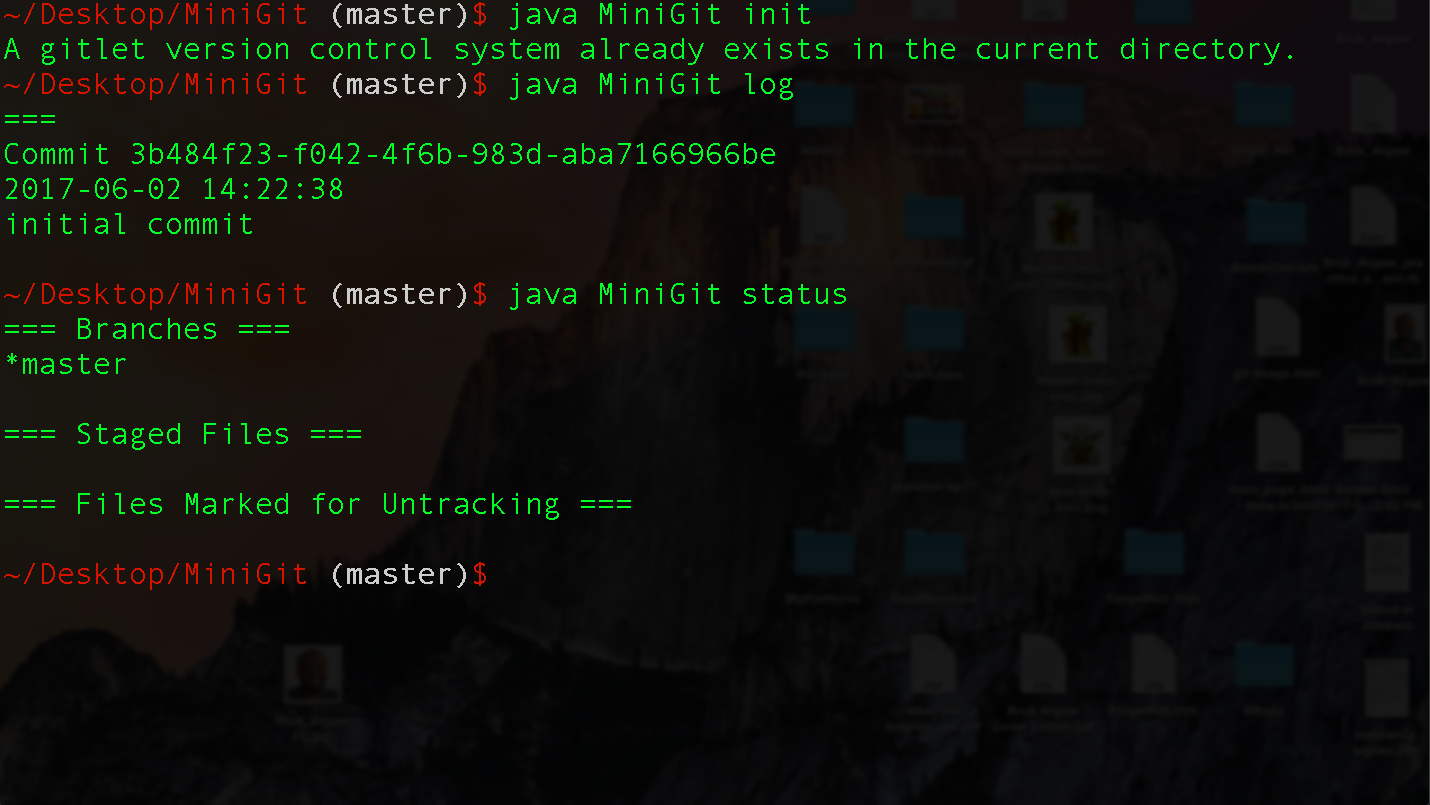 ~/Desktop/MiniGit (master)$ java MiniGit init
A gitlet version control system already exists in the current directory.
~/Desktop/MiniGit (master)$ java MiniGit log
===
Commit 3b484f23-f042-4f6b-983d-aba7166966be
2017-06-02 14:22:38
initial commit
~/Desktop/MiniGit (master)$ java MiniGit status
=== Branches ===
*master
=== Staged Files ===
=== Files Marked for Untracking ===
~/Desktop/MiniGit (master)$